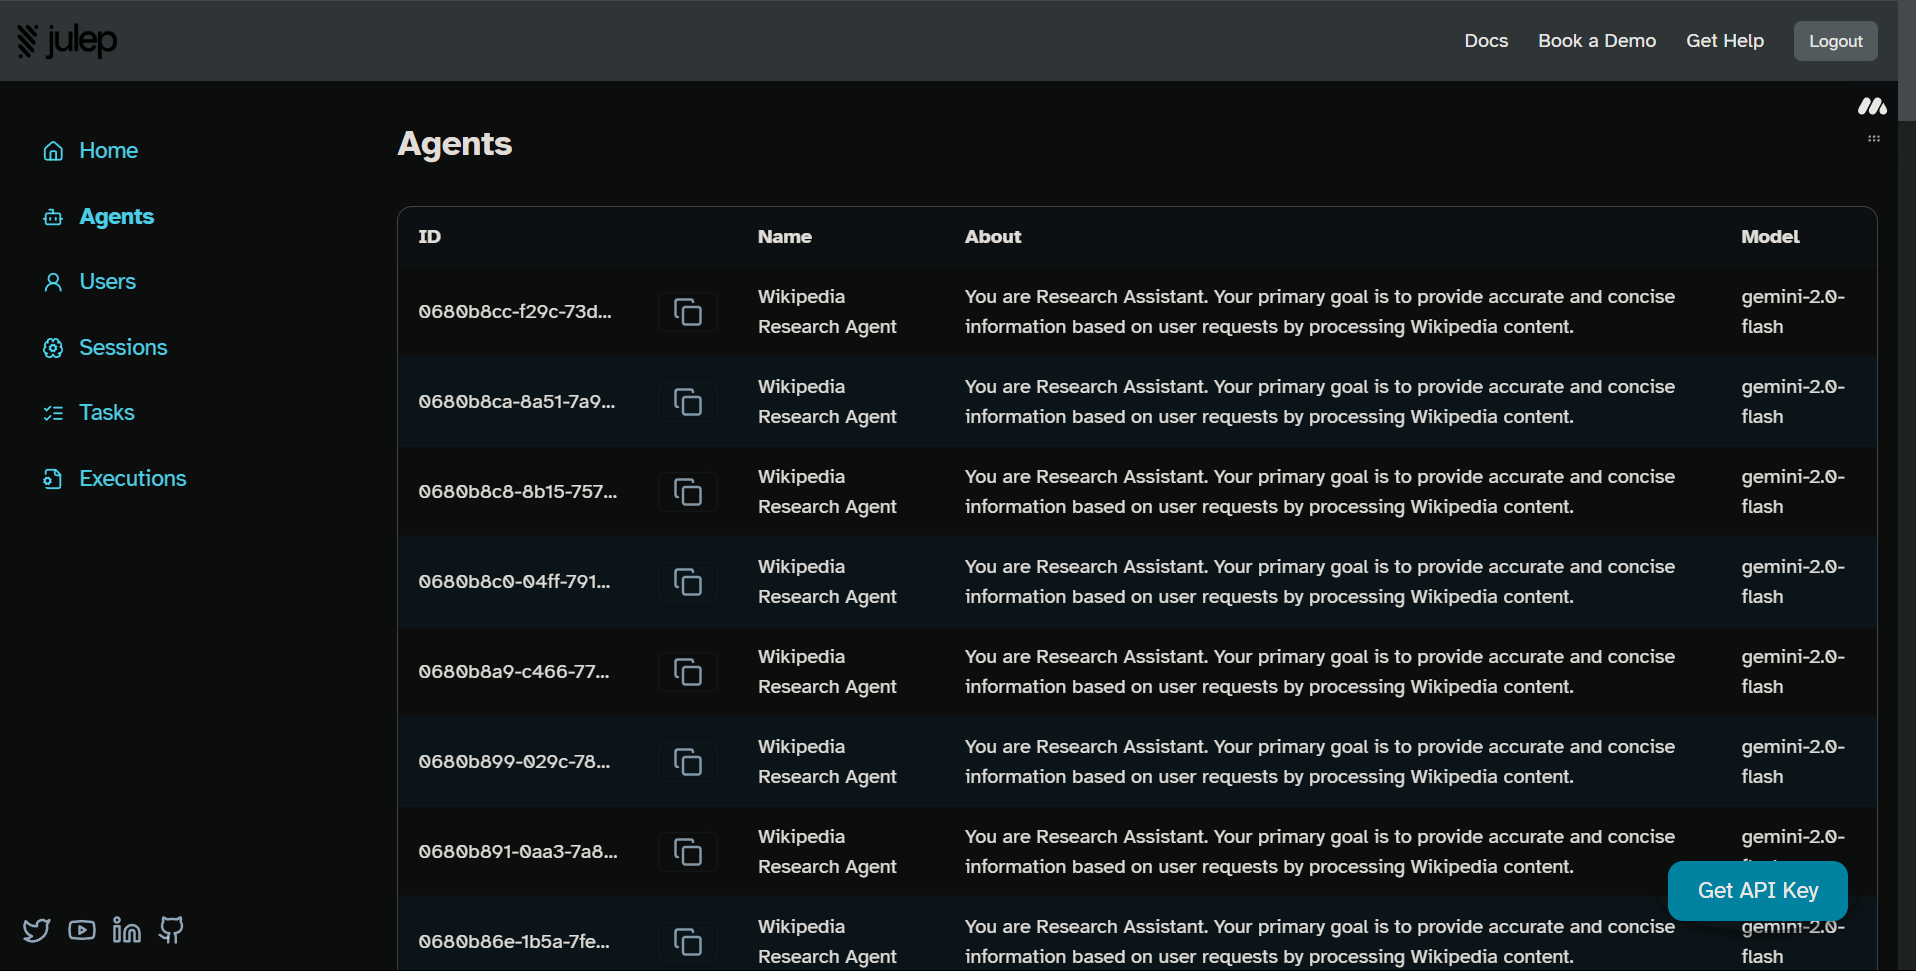 julep
Docs
Book a Demo
Get Help
Logout
Home
Agents
Users
Sessions
Tasks
Executions
Agents
ID
Name
About
Model
0680b8cc-f29c-73d...
Wikipedia
Research Agent
You are Research Assistant. Your primary goal is to provide accurate and concise
information based on user requests by processing Wikipedia content.
gemini-2.0-
flash
0680b8ca-8a51-7a9...
Wikipedia
Research Agent
You are Research Assistant. Your primary goal is to provide accurate and concise
information based on user requests by processing Wikipedia content.
gemini-2.0-
flash
0680b8c8-8b15-757...
Wikipedia
Research Agent
You are Research Assistant. Your primary goal is to provide accurate and concise
information based on user requests by processing Wikipedia content.
gemini-2.0-
flash
0680b8c0-04ff-791...
Wikipedia
Research Agent
You are Research Assistant. Your primary goal is to provide accurate and concise
information based on user requests by processing Wikipedia content.
gemini-2.0-
flash
0680b8a9-c466-77...
Wikipedia
Research Agent
You are Research Assistant. Your primary goal is to provide accurate and concise
information based on user requests by processing Wikipedia content.
gemini-2.0-
flash
0680b899-029c-78...
Wikipedia
Research Agent
You are Research Assistant. Your primary goal is to provide accurate and concise
information based on user requests by processing Wikipedia content.
gemini-2.0-
flash
0680b891-0aa3-7a8...
Wikipedia
Research Agent
You are Research Assistant. Your primary goal is to provide accurate and concise
information based on user requests by processing Wikipedia content.
gemini-2.0-
Get API Key
0680b86e-1b5a-7fe...
Wikipedia
Research Agent
You are Research Assistant. Your primary goal is to provide accurate and concise
information based on user requests by processing Wikipedia content.
gemini-2.0-
flash